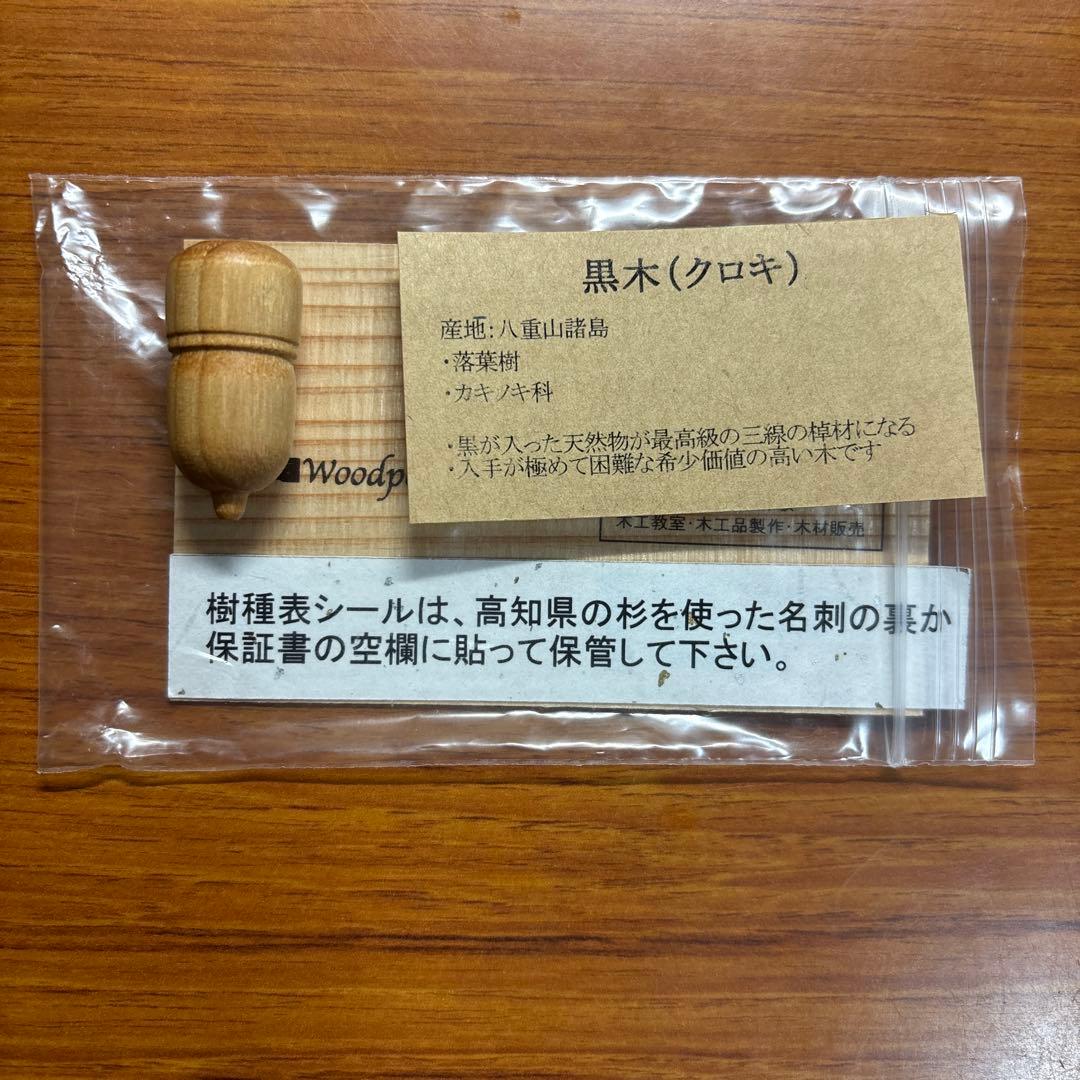 黒木(クロキ)
産地:八重山諸島
・落葉樹
・カキノキ科
・黒が入った天然物が最高級の三線の棹材になる
・入手が極めて困難な希少価値の高い木です
木工教室・木工品製作・木材販売
樹種表シールは、高知県の杉を使った名刺の裏か
保証書の空欄に貼って保管して下さい。